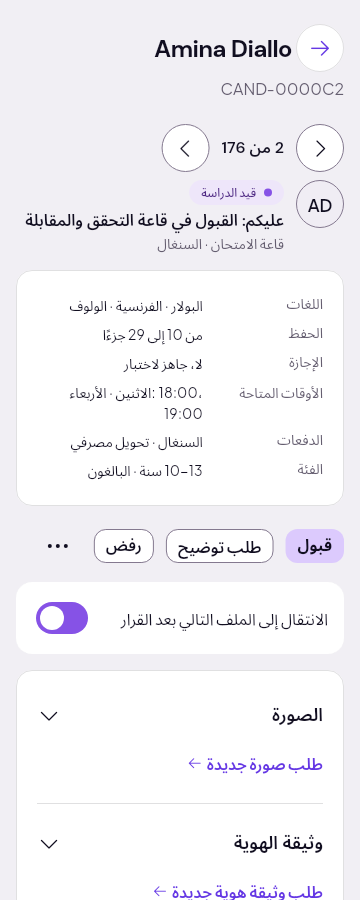 Amina Diallo
CAND-0000C2
2 من 176
قيد الدراسة
AD
عليكم: القبول في قاعة التحقق والمقابلة
قاعة الامتحان · السنغال
اللغات
البولار · الفرنسية · الولوف
الحفظ
من 10 إلى 29 جزءًا
الإجازة
لا، جاهز لاختبار
الأوقات المتاحة
الاثنين · الأربعاء: 18:00،
19:00
الدفعات
السنغال · تحويل مصرفي
الفئة
10–13 سنة · البالغون
قبول
طلب توضيح
رفض
الانتقال إلى الملف التالي بعد القرار
الصورة
طلب صورة جديدة ←
وثيقة الهوية
طلب وثيقة هوية جديدة ←